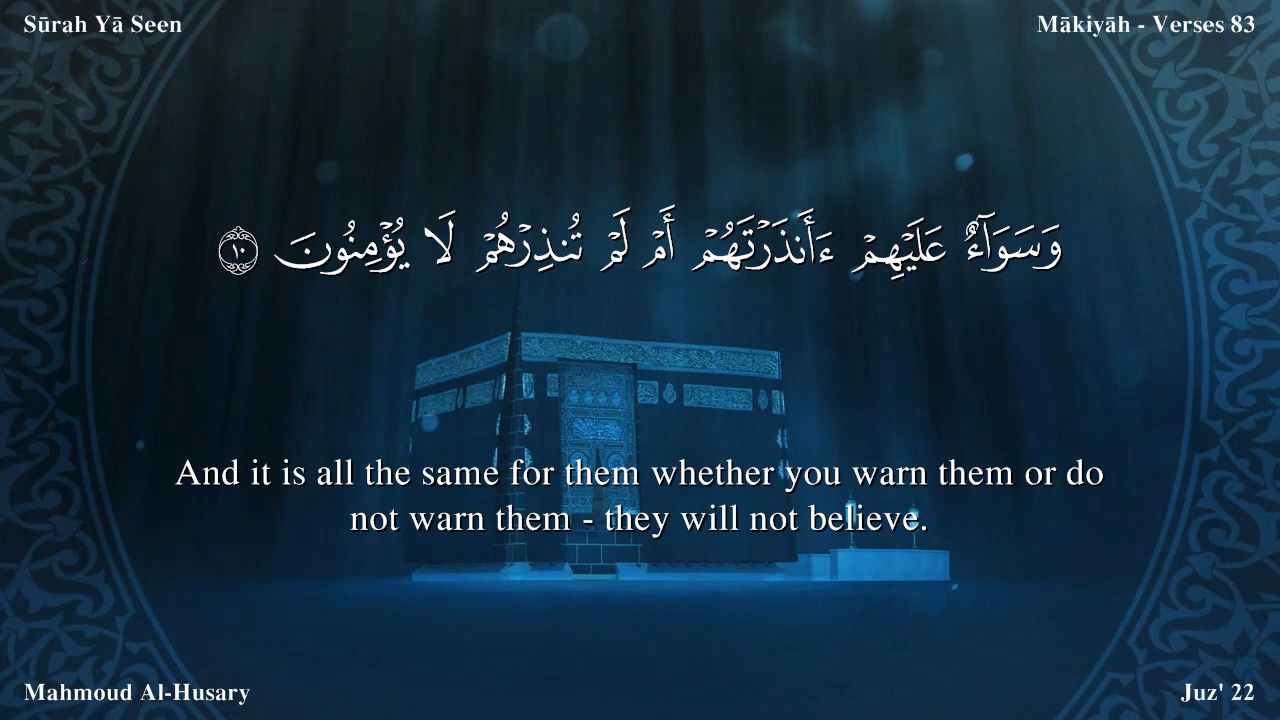 Sūrah Yā Seen
Mākiyāh - Verses 83
وَسَوَآءٌ عَلَيْهِمْ ءَأَنذَرْتَهُمْ أَمْ لَمْ تُنذِرْهُمْ لَا يُؤْمِنُونَ ١٠
And it is all the same for them whether you warn them or do
not warn them - they will not believe.
Mahmoud Al-Husary
Juz' 22